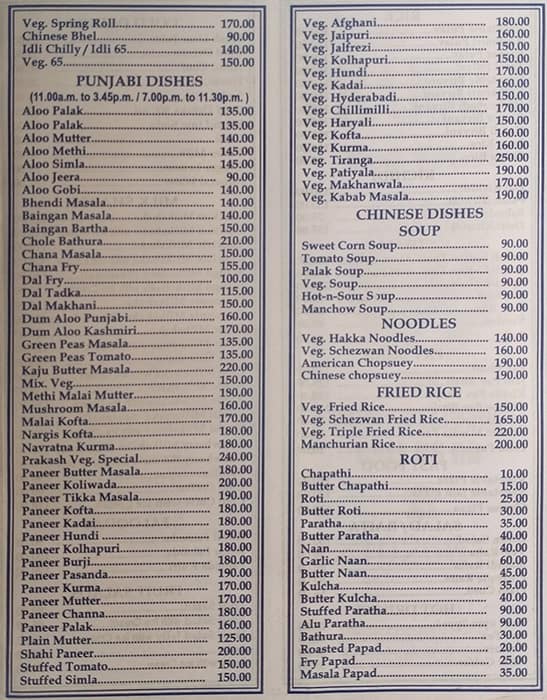 Veg. Spring Roll 170.00
Chinese Bhel 90.00
Idli Chilly / Idli 65 140.00
Veg. 65 150.00
PUNJABI DISHES
(11.00a.m. to 3.45p.m. / 7.00p.m. to 11.30p.m. )
Aloo Palak 135.00
Aloo Palak 135.00
Aloo Mutter 140.00
Aloo Methi 145.00
Aloo Simla 145.00
Aloo Jeera 90.00
Aloo Gobi 140.00
Bhendi Masala 140.00
Baingan Masala 140.00
Baingan Bartha 150.00
Chole Bathura 210.00
Chana Masala 150.00
Chana Fry 155.00
Dal Fry 100.00
Dal Tadka 115.00
Dal Makhani 150.00
Dum Aloo Punjabi 160.00
Dum Aloo Kashmiri 170.00
Green Peas Masala 135.00
Green Peas Tomato 135.00
Kaju Butter Masala 220.00
Mix. Veg 150.00
Methi Malai Mutter 180.00
Mushroom Masala 160.00
Malai Kofta 170.00
Nargis Kofta 180.00
Navratna Kurma 180.00
Prakash Veg. Special 240.00
Paneer Butter Masala 180.00
Paneer Koliwada 200.00
Paneer Tikka Masala 190.00
Paneer Kofta 180.00
Paneer Kadai 180.00
Paneer Hundi 190.00
Paneer Kolhapuri 180.00
Paneer Burji 180.00
Paneer Pasanda 190.00
Paneer Kurma 170.00
Paneer Mutter 170.00
Paneer Channa 180.00
Paneer Palak 160.00
Plain Mutter 125.00
Shahi Paneer 200.00
Stuffed Tomato 150.00
Stuffed Simla 150.00
Veg. Afghani 180.00
Veg. Jaipuri 160.00
Veg. Jalfrezi 150.00
Veg. Kolhapuri 150.00
Veg. Hundi 170.00
Veg. Kadai 160.00
Veg. Hyderabadi 150.00
Veg. Chillimilli 170.00
Veg. Haryali 150.00
Veg. Kofta 160.00
Veg. Kurma 160.00
Veg. Tiranga 250.00
Veg. Patiyala 190.00
Veg. Makhanwala 170.00
Veg. Kabab Masala 190.00
CHINESE DISHES
SOUP
Sweet Corn Soup 90.00
Tomato Soup 90.00
Palak Soup 90.00
Veg. Soup 90.00
Hot-n-Sour Soup 90.00
Manchow Soup 90.00
NOODLES
Veg. Hakka Noodles 140.00
Veg. Schezwan Noodles 160.00
American Chopsuey 190.00
Chinese chopsuey 190.00
FRIED RICE
Veg. Fried Rice 150.00
Veg. Schezwan Fried Rice 165.00
Veg. Triple Fried Rice 220.00
Manchurian Rice 200.00
ROTI
Chapathi 10.00
Butter Chapathi 15.00
Roti 25.00
Butter Roti 30.00
Paratha 35.00
Butter Paratha 40.00
Naan 40.00
Garlic Naan 60.00
Butter Naan 45.00
Kulcha 35.00
Butter Kulcha 40.00
Stuffed Paratha 90.00
Alu Paratha 90.00
Bathura 30.00
Roasted Papad 20.00
Fry Papad 25.00
Masala Papad 35.00